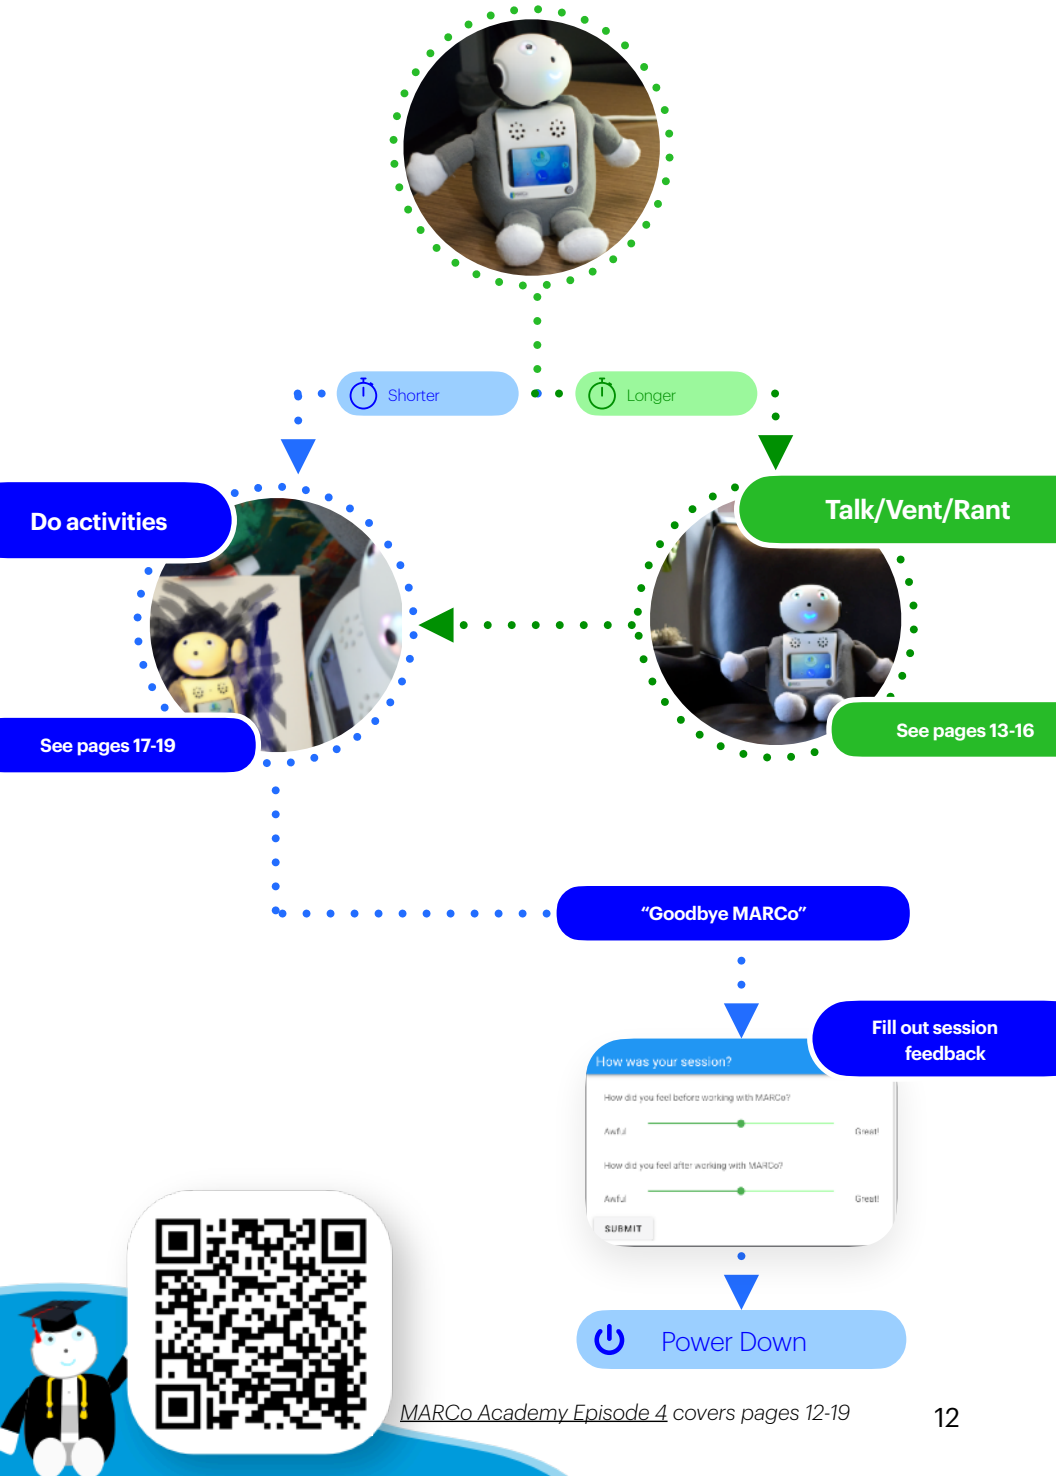 Shorter
Longer
Do activities
Talk/Vent/Rant
See pages 17-19
See pages 13-16
“Goodbye MARCo”
Fill out session
feedback
How was your session?
How did you feel before working with MARCo?
Awful
Great!
How did you feel after working with MARCo?
Awful
Great!
SUBMIT
Power Down
MARCo Academy Episode 4 covers pages 12-19
12